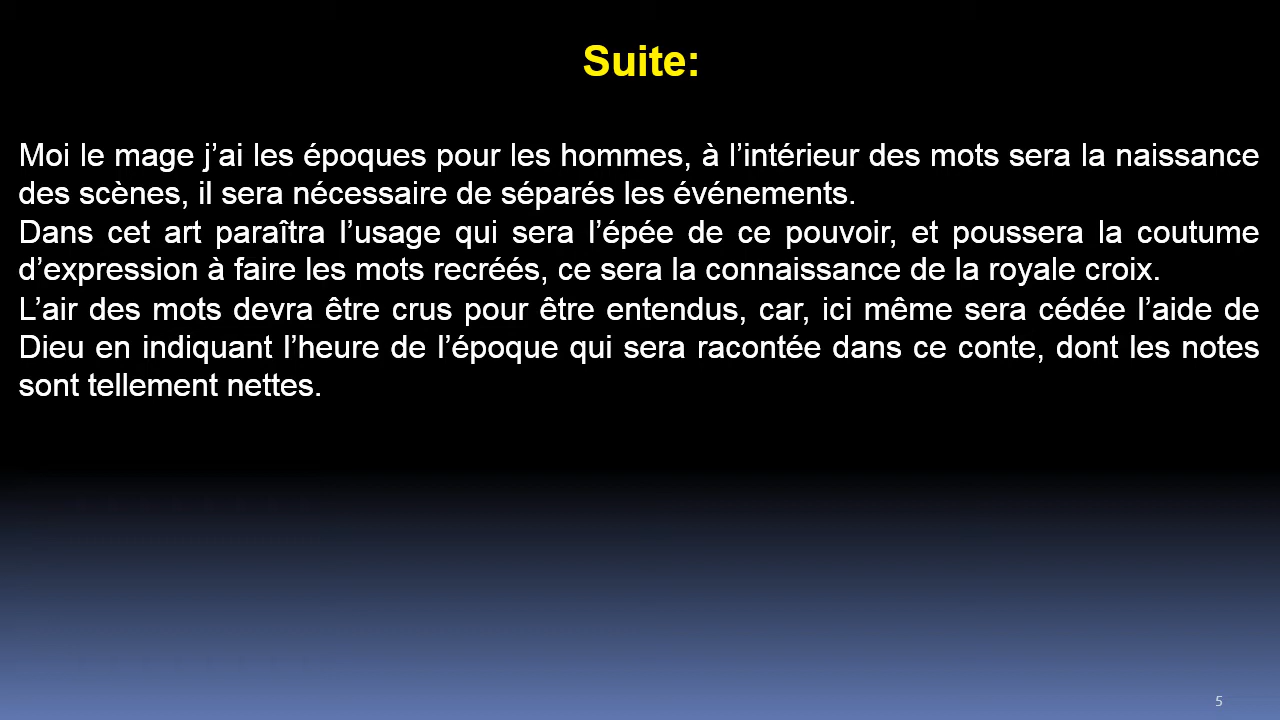 Suite:
Moi le mage j’ai les époques pour les hommes, à l’intérieur des mots sera la naissance
des scènes, il sera nécessaire de séparés les événements.
Dans cet art paraîtra l’usage qui sera l’épée de ce pouvoir, et poussera la coutume
d’expression à faire les mots recréés, ce sera la connaissance de la royale croix.
L’air des mots devra être crus pour être entendus, car, ici même sera cédée l’aide de
Dieu en indiquant l’heure de l’époque qui sera racontée dans ce conte, dont les notes
sont tellement nettes.
5